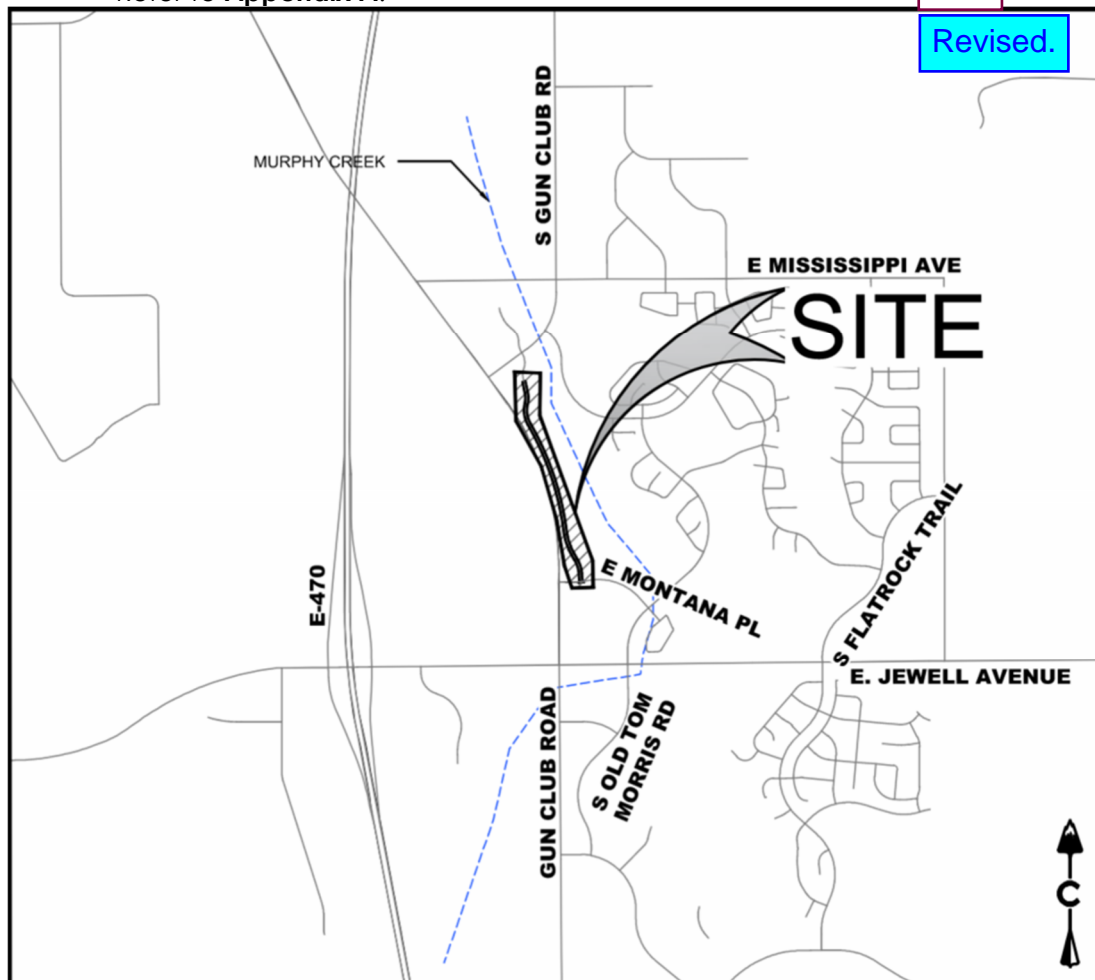 Revised.
S GUN CLUB RD
MURPHY CREEK
E MISSISSIPPI AVE
SITE
E-470
E MONTANA PL
S FLATROCK TRAIL
E. JEWELL AVENUE
GUN CLUB ROAD
S OLD TOM
MORRIS RD
C